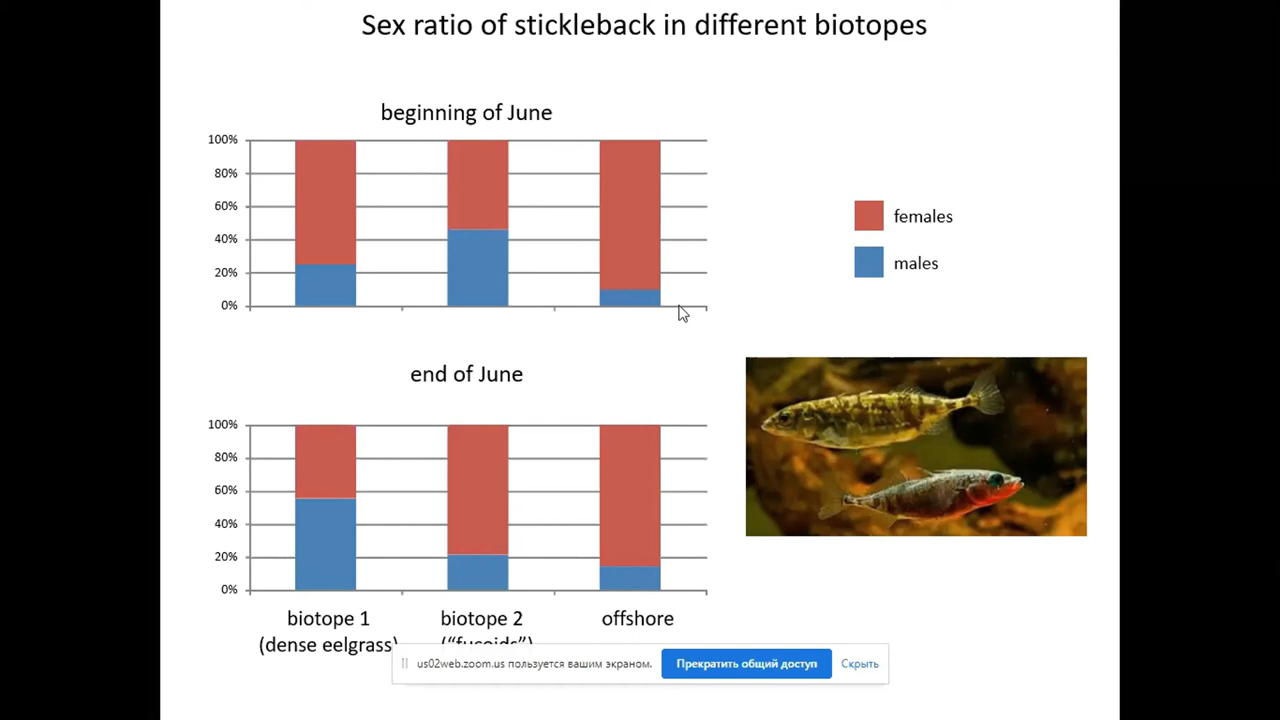 Sex ratio of stickleback in different biotopes
beginning of June
100%
80%
60%
40%
20%
0%
females
males
end of June
100%
80%
60%
40%
20%
0%
biotope 1
(dense eelgrass)
biotope 2
(“fucoids”)
offshore
us02web.zoom.us пользуется вашим экраном.
Прекратить общий доступ
Скрыть